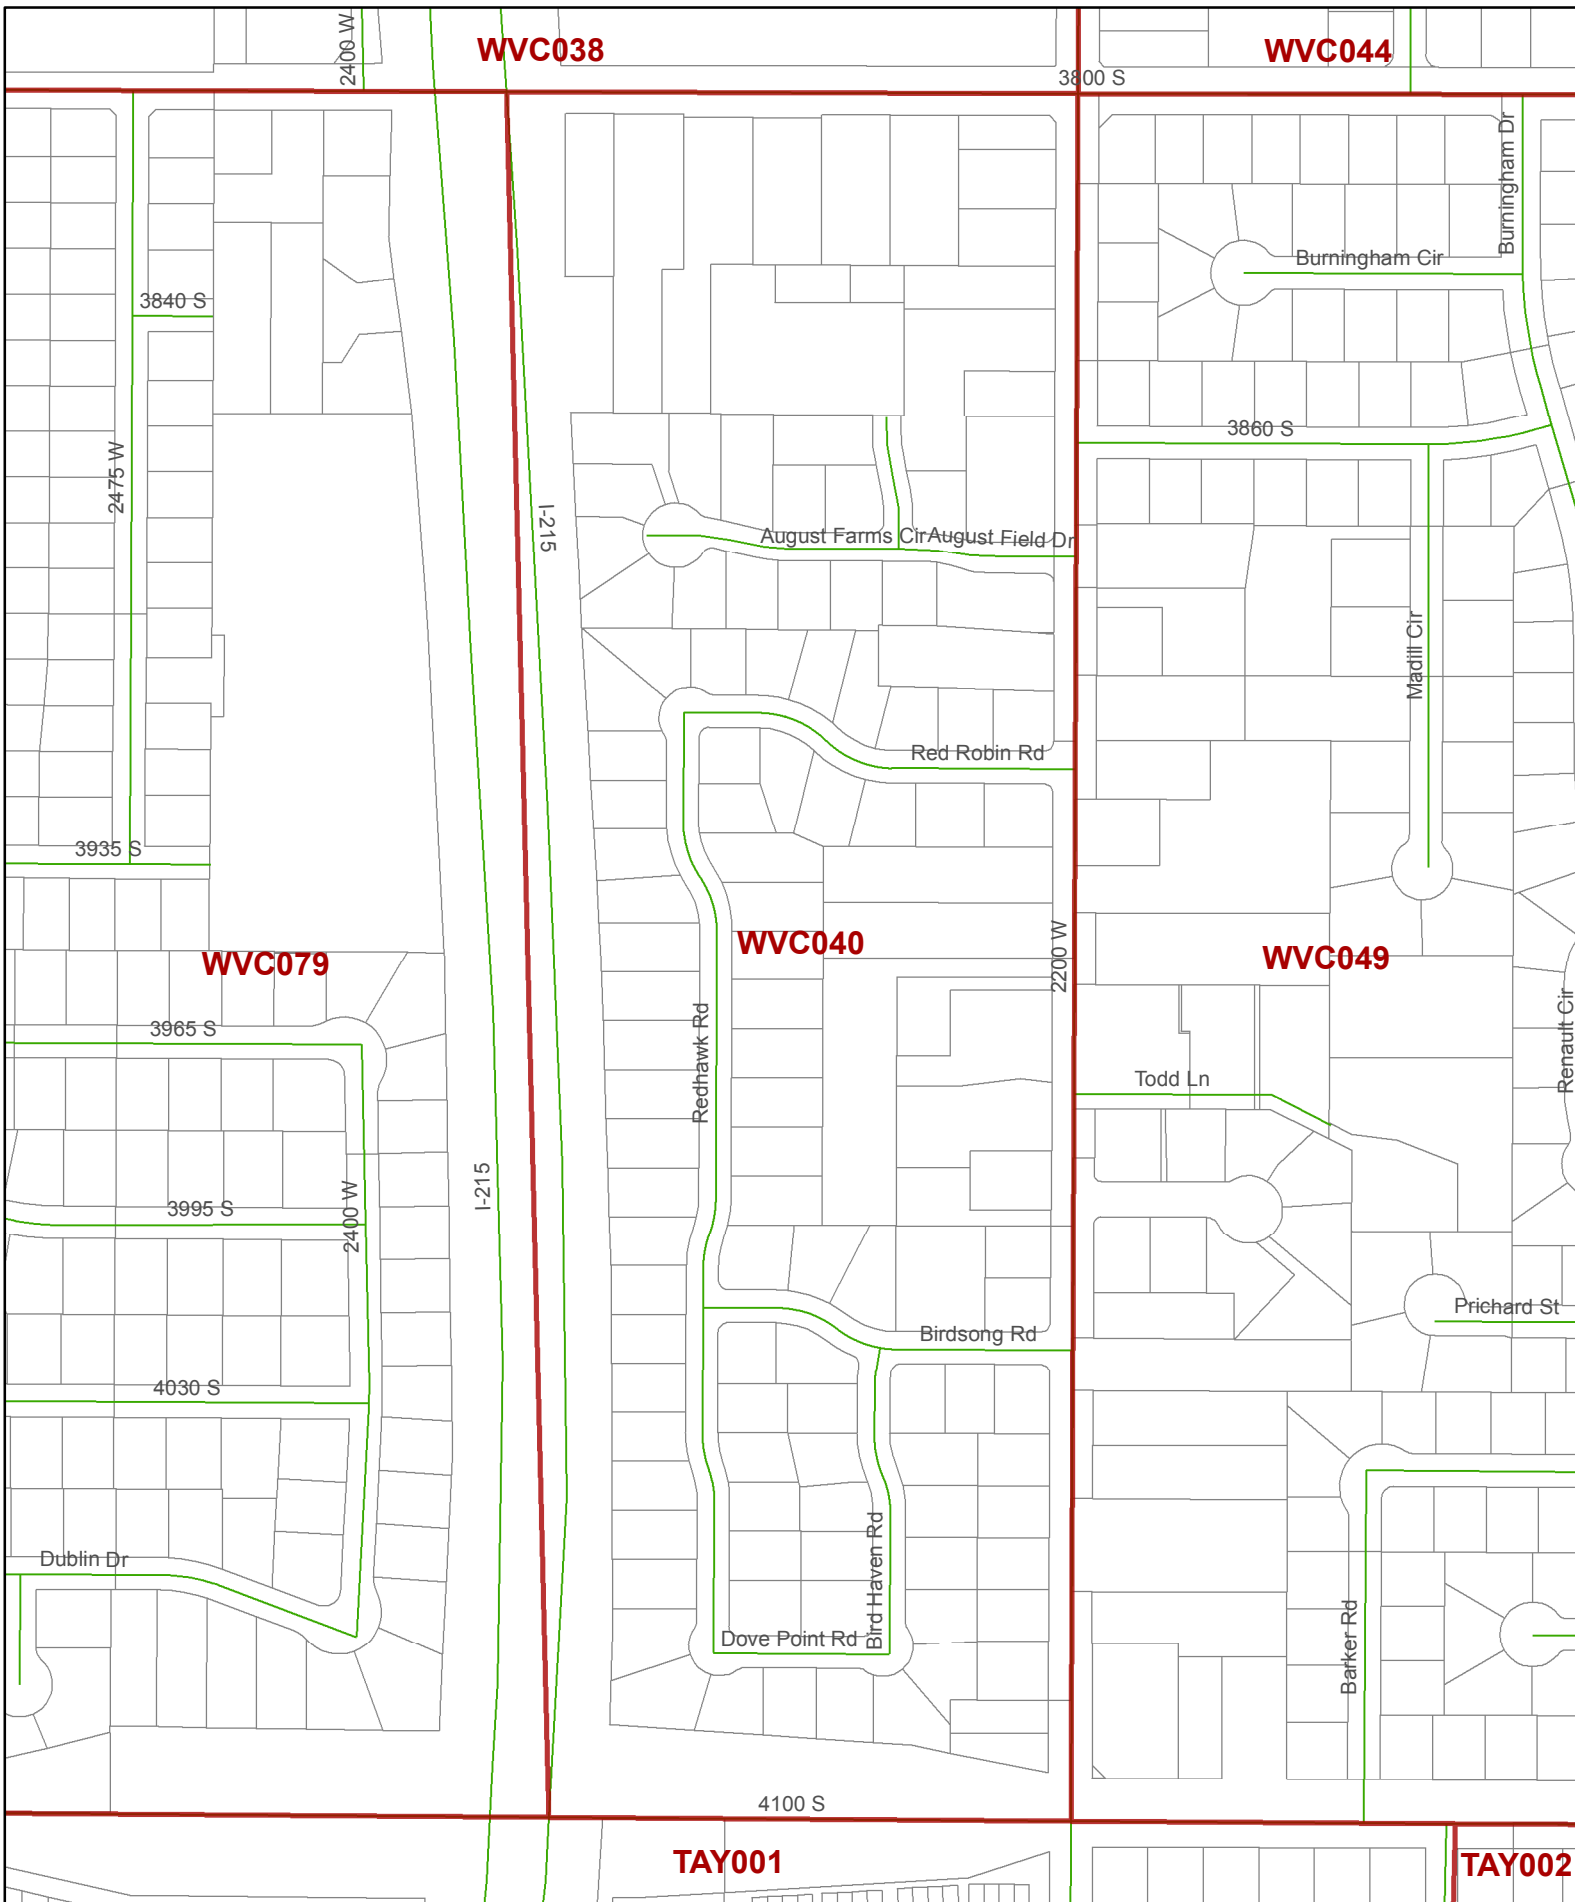 2400 W
WVC038
WVC044
3800 S
Burningham Dr
Burningham Cir
3840 S
3860 S
2475 W
I-215
August Farms Cir
August Field Dr
Madill Cir
Red Robin Rd
3935 S
WVC079
WVC040
2200 W
WVC049
3965 S
Redhawk Rd
Renault Cir
Todd Ln
I-215
3995 S
2400 W
Prichard St
Birdsong Rd
4030 S
Dublin Dr
Bird Haven Rd
Dove Point Rd
Barker Rd
4100 S
TAY001
TAY002